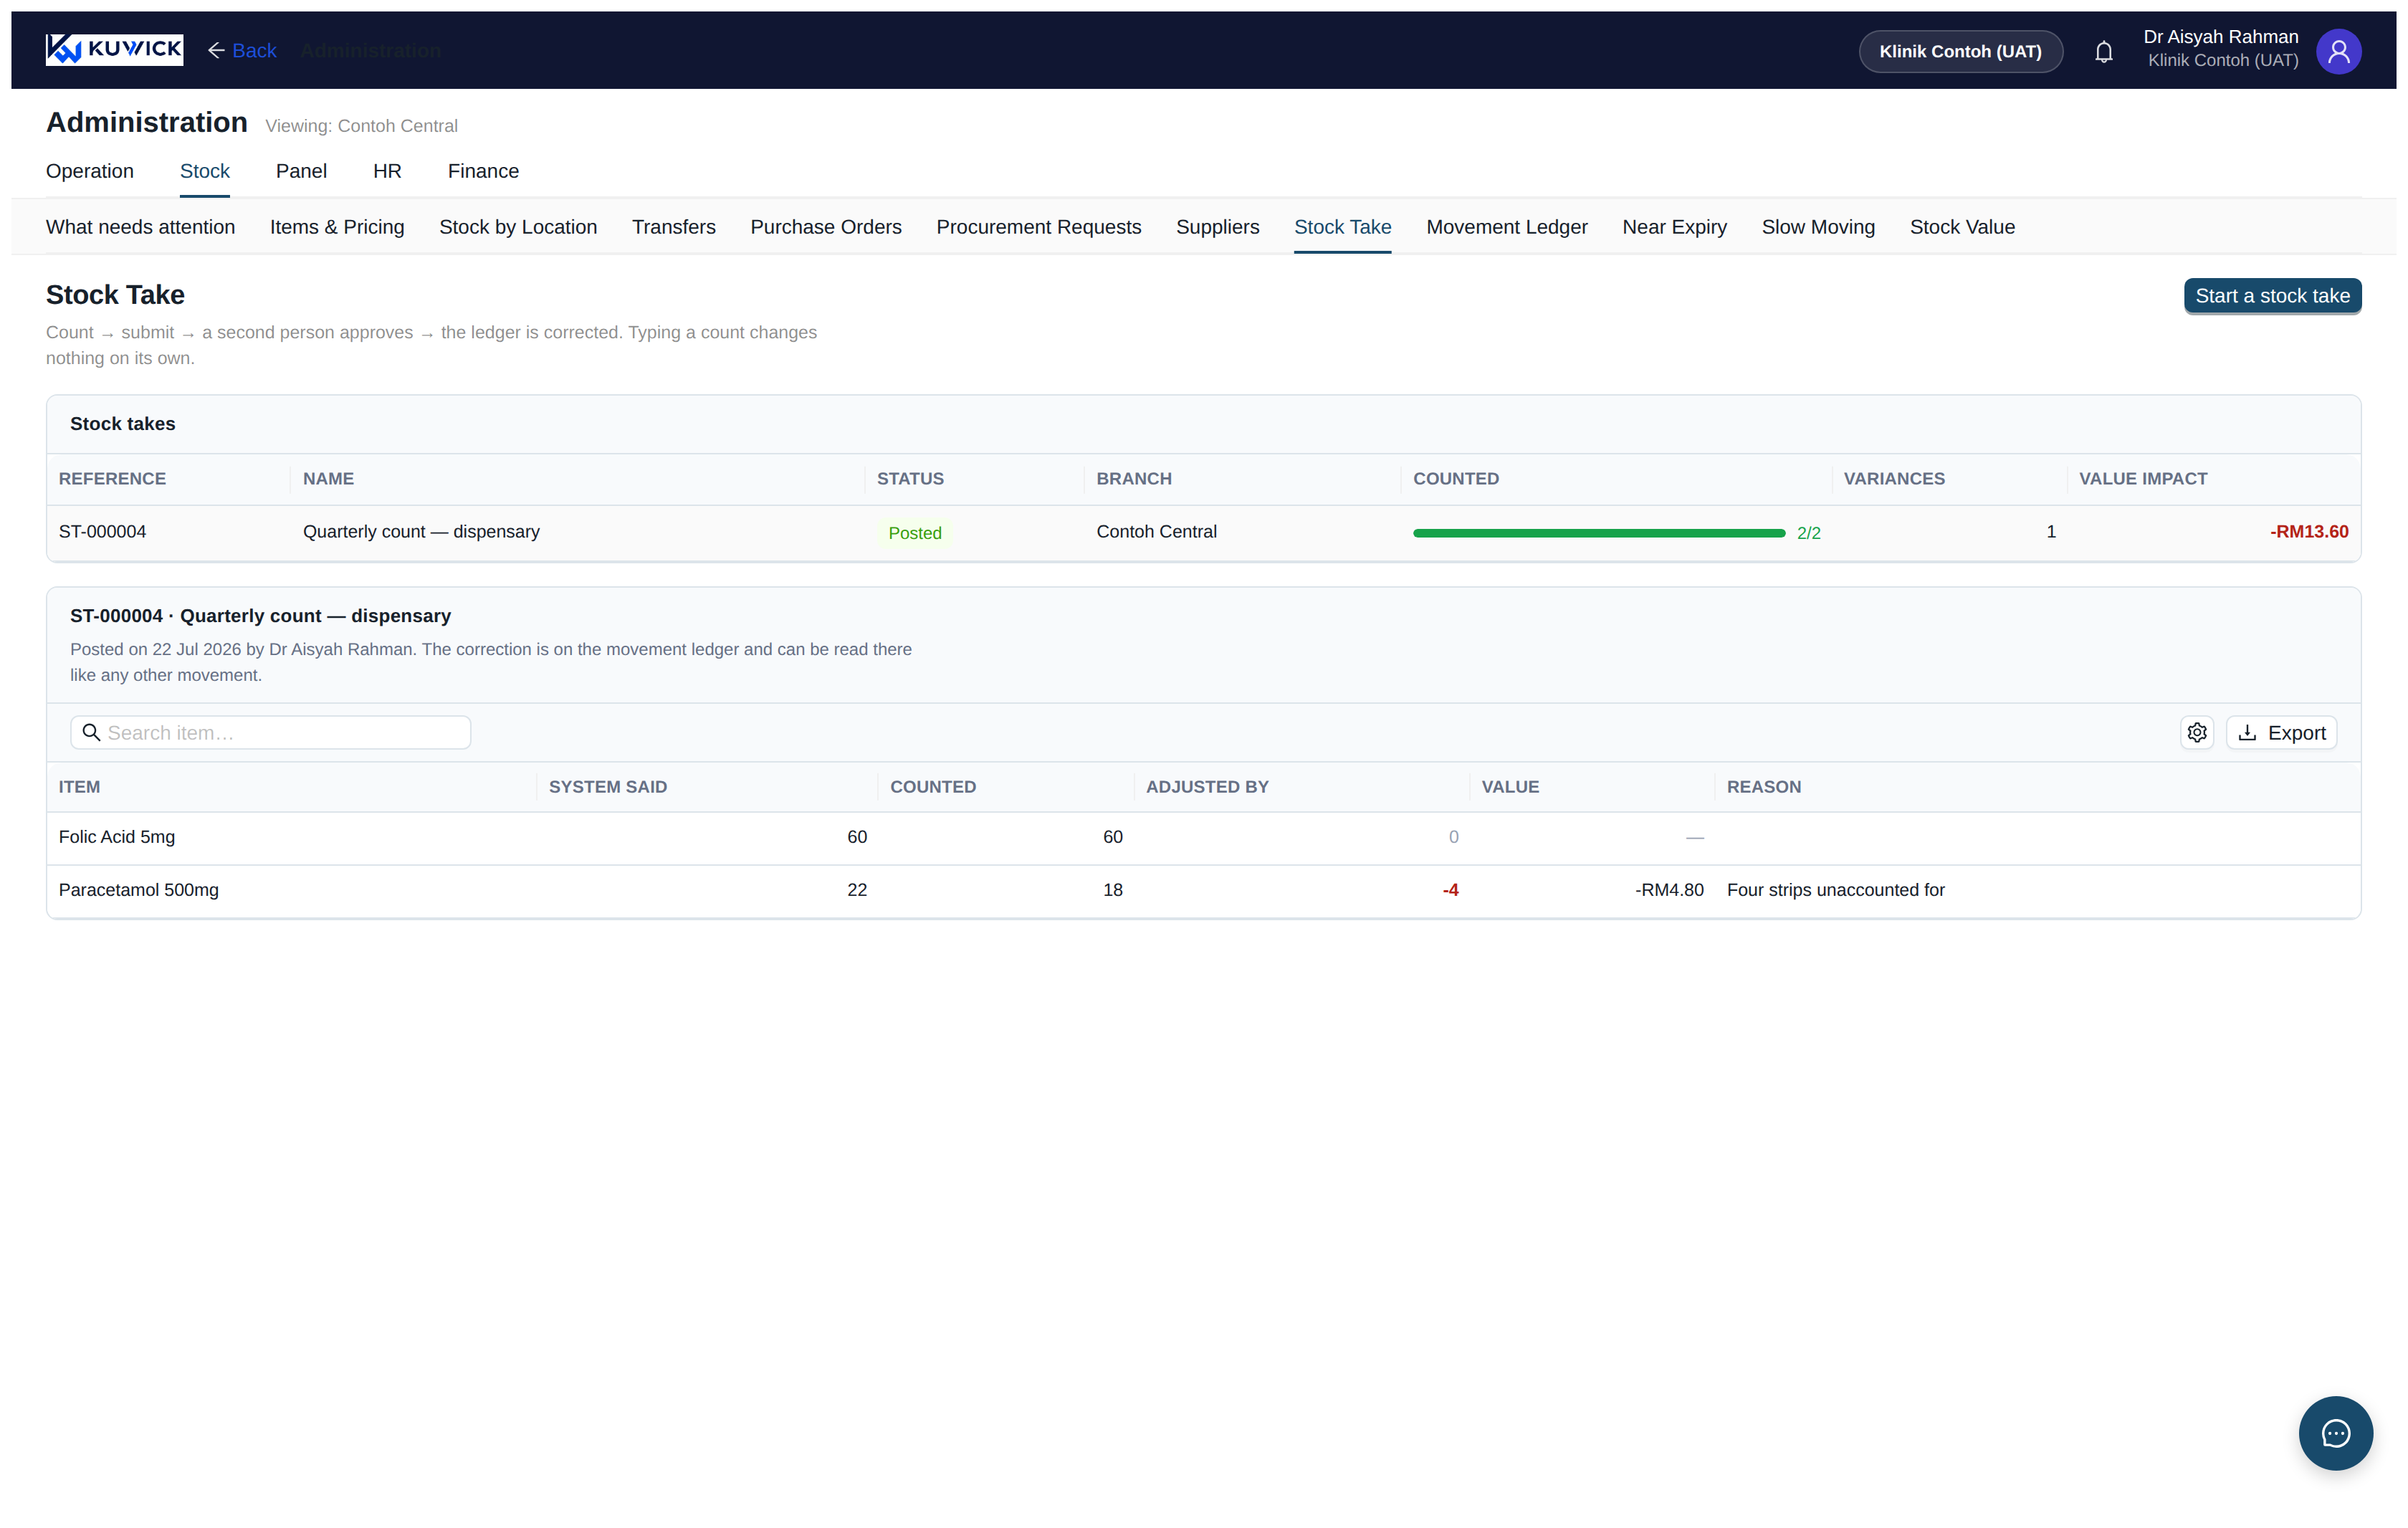 KUWICK
Back
Administration
Klinik Contoh (UAT)
Dr Aisyah Rahman
Klinik Contoh (UAT)
Administration
Viewing: Contoh Central
Operation
Stock
Panel
HR
Finance
What needs attention
Items & Pricing
Stock by Location
Transfers
Purchase Orders
Procurement Requests
Suppliers
Stock Take
Movement Ledger
Near Expiry
Slow Moving
Stock Value
Stock Take
Start a stock take
Count → submit → a second person approves → the ledger is corrected. Typing a count changes
nothing on its own.
Stock takes
REFERENCE NAME STATUS BRANCH COUNTED VARIANCES VALUE IMPACT
ST-000004 Quarterly count — dispensary Posted Contoh Central 2/2 1 -RM13.60
ST-000004 · Quarterly count — dispensary
Posted on 22 Jul 2026 by Dr Aisyah Rahman. The correction is on the movement ledger and can be read there
like any other movement.
Search item…
Export
ITEM SYSTEM SAID COUNTED ADJUSTED BY VALUE REASON
Folic Acid 5mg 60 60 0 —
Paracetamol 500mg 22 18 -4 -RM4.80 Four strips unaccounted for